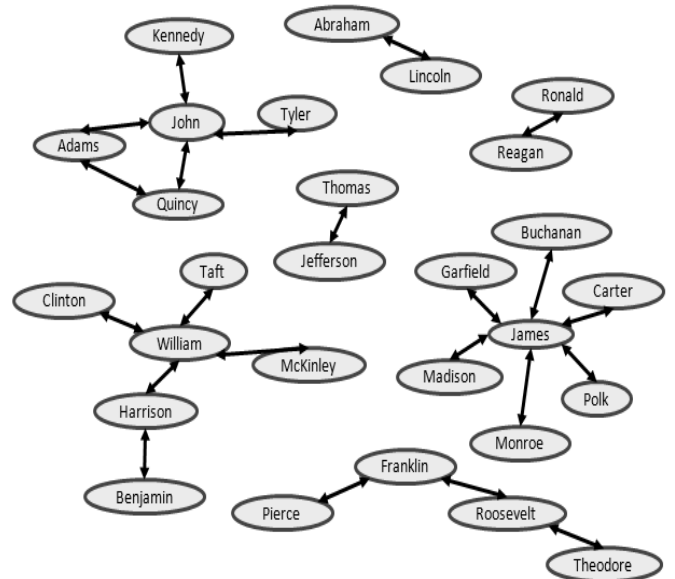 Kennedy
Abraham
Lincoln
John
Tyler
Adams
Quincy
Ronald
Reagan
Thomas
Jefferson
Buchanan
Garfield
Carter
James
Madison
Polk
Monroe
Taft
Clinton
William
McKinley
Harrison
Benjamin
Franklin
Pierce
Roosevelt
Theodore